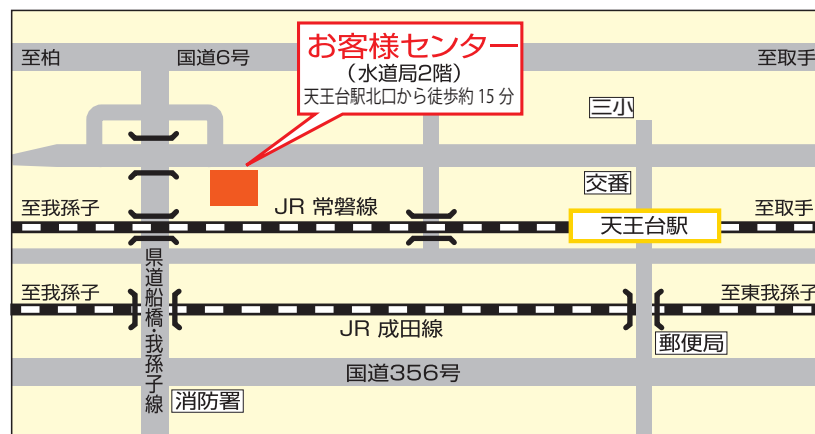 至柏
国道6号
お客様センター
(水道局2階)
天王台駅北口から徒歩約15分
至取手
三小
交番
至我孫子
JR 常磐線
天王台駅
至取手
県道船橋・我孫子線
至我孫子
JR 成田線
至東我孫子
郵便局
国道356号
消防署